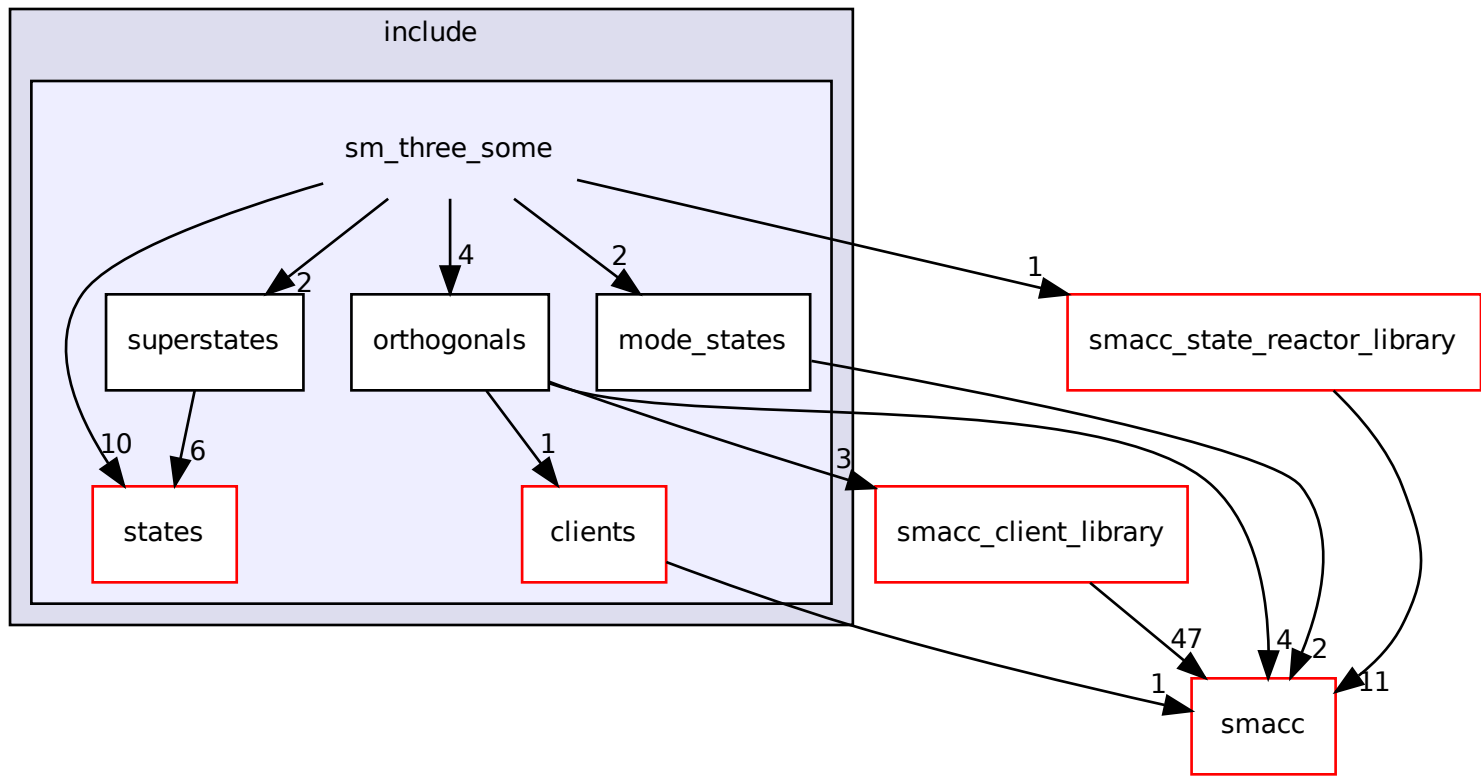 include
sm_three_some
1
2
4
2
superstates
orthogonals
mode_states
smacc_state_reactor_library
10
6
1
3
states
clients
smacc_client_library
47
4
2
1
11
smacc